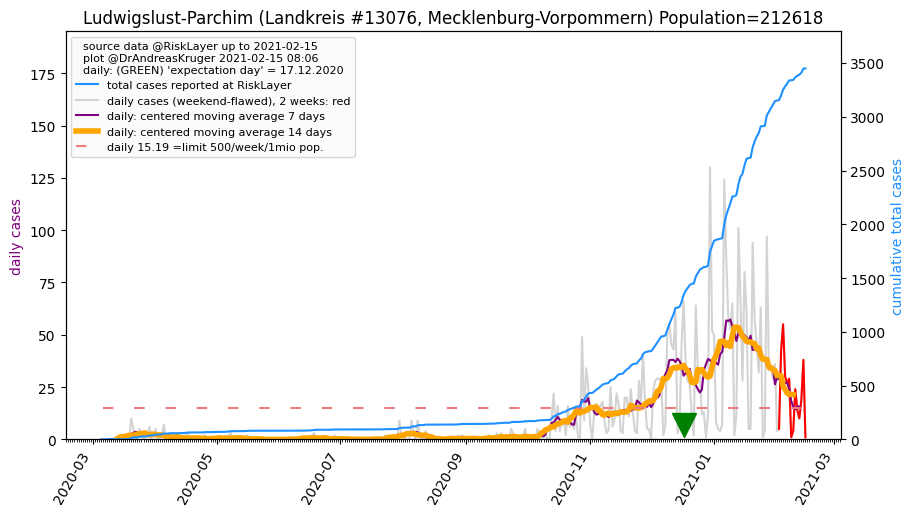 Ludwigslust-Parchim (Landkreis #13076, Mecklenburg-Vorpommern) Population=212618
source data @RiskLayer up to 2021-02-15
plot @DrAndreasKruger 2021-02-15 08:06
daily: (GREEN) 'expectation day' = 17.12.2020
total cases reported at RiskLayer
daily cases (weekend-flawed), 2 weeks: red
daily: centered moving average 7 days
daily: centered moving average 14 days
daily 15.19 =limit 500/week/1mio pop.
daily cases
175
150
125
100
75
50
25
0
cumulative total cases
3500
3000
2500
2000
1500
1000
500
0
2020-03
2020-05
2020-07
2020-09
2020-11
2021-01
2021-03